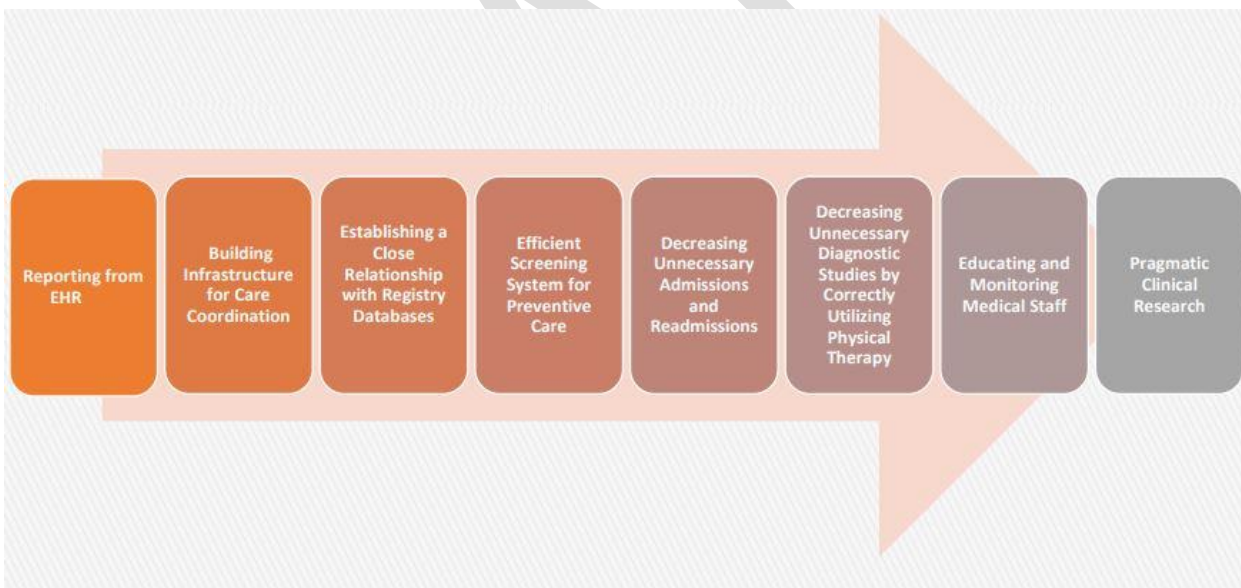 Reporting from
EHR
Building
Infrastructure
for Care
Coordination
Establishing a
Close
Relationship
with Registry
Databases
Efficient
Screening
System for
Preventive
Care
Decreasing
Unnecessary
Admissions
and
Readmissions
Decreasing
Unnecessary
Diagnostic
Studies by
Correctly
Utilizing
Physical
Therapy
Educating and
Monitoring
Medical Staff
Pragmatic
Clinical
Research